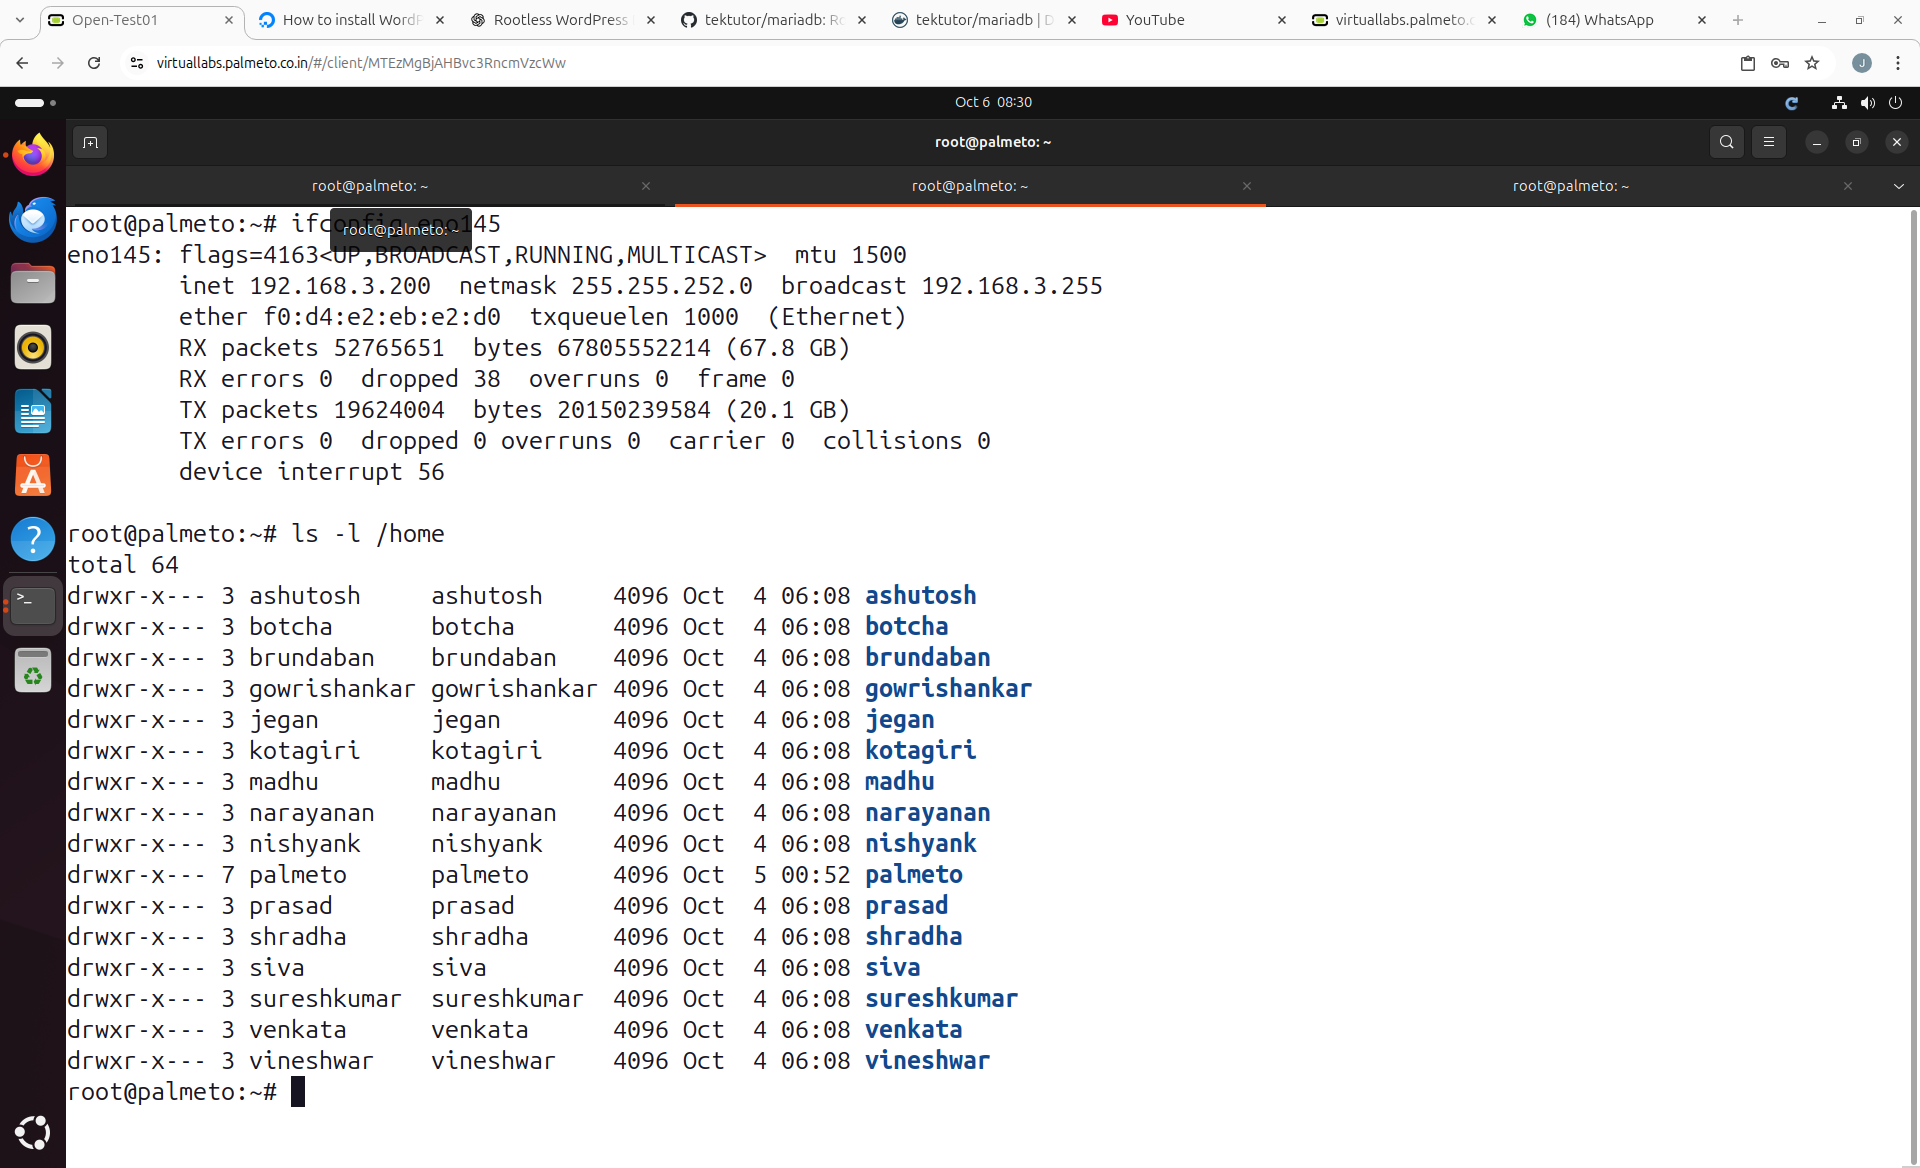 Open-Test01
How to install WordP
Rootless WordPress
tektutor/mariadb: Ro
tektutor/mariadb | D
YouTube
virtuallabs.palmeto.c
(184) WhatsApp
virtuallabs.palmeto.co.in/#/client/MTEzMgBjAHBvc3RncmVzcWw
J
Oct 6 08:30
root@palmeto: ~
root@palmeto: ~
root@palmeto: ~
root@palmeto: ~
root@palmeto:~# ifconfig eno145
root@palmeto: ~
eno145: flags=4163<UP,BROADCAST,RUNNING,MULTICAST>  mtu 1500
inet 192.168.3.200  netmask 255.255.252.0  broadcast 192.168.3.255
ether f0:d4:e2:eb:e2:d0  txqueuelen 1000  (Ethernet)
RX packets 52765651  bytes 67805552214 (67.8 GB)
RX errors 0  dropped 38  overruns 0  frame 0
TX packets 19624004  bytes 20150239584 (20.1 GB)
TX errors 0  dropped 0 overruns 0  carrier 0  collisions 0
device interrupt 56
root@palmeto:~# ls -l /home
total 64
drwxr-x--- 3 ashutosh     ashutosh     4096 Oct  4 06:08 ashutosh
drwxr-x--- 3 botcha       botcha       4096 Oct  4 06:08 botcha
drwxr-x--- 3 brundaban    brundaban    4096 Oct  4 06:08 brundaban
drwxr-x--- 3 gowrishankar gowrishankar 4096 Oct  4 06:08 gowrishankar
drwxr-x--- 3 jegan        jegan        4096 Oct  4 06:08 jegan
drwxr-x--- 3 kotagiri     kotagiri     4096 Oct  4 06:08 kotagiri
drwxr-x--- 3 madhu        madhu        4096 Oct  4 06:08 madhu
drwxr-x--- 3 narayanan    narayanan    4096 Oct  4 06:08 narayanan
drwxr-x--- 3 nishyank     nishyank     4096 Oct  4 06:08 nishyank
drwxr-x--- 7 palmeto      palmeto      4096 Oct  5 00:52 palmeto
drwxr-x--- 3 prasad       prasad       4096 Oct  4 06:08 prasad
drwxr-x--- 3 shradha      shradha      4096 Oct  4 06:08 shradha
drwxr-x--- 3 siva         siva         4096 Oct  4 06:08 siva
drwxr-x--- 3 sureshkumar  sureshkumar  4096 Oct  4 06:08 sureshkumar
drwxr-x--- 3 venkata      venkata      4096 Oct  4 06:08 venkata
drwxr-x--- 3 vineshwar    vineshwar    4096 Oct  4 06:08 vineshwar
root@palmeto:~#